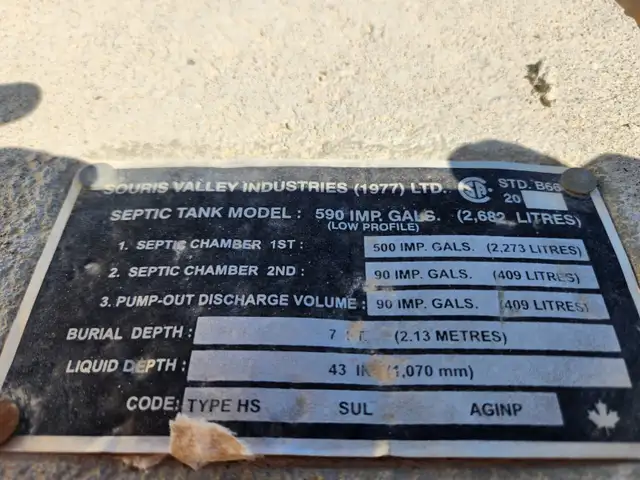 SOURIS VALLEY INDUSTRIES (1977) LTD. STD. B66
20
SEPTIC TANK MODEL : 590 IMP. GALS. (2,682 LITRES)
(LOW PROFILE)
1. SEPTIC CHAMBER 1ST : 500 IMP. GALS. (2,273 LITRES)
2. SEPTIC CHAMBER 2ND : 90 IMP. GALS. (409 LITRES)
3. PUMP-OUT DISCHARGE VOLUME : 90 IMP. GALS. (409 LITRES)
BURIAL DEPTH : 7 (2.13 METRES)
LIQUID DEPTH : 43 (1,070 mm)
CODE: TYPE HS SUL AGINP